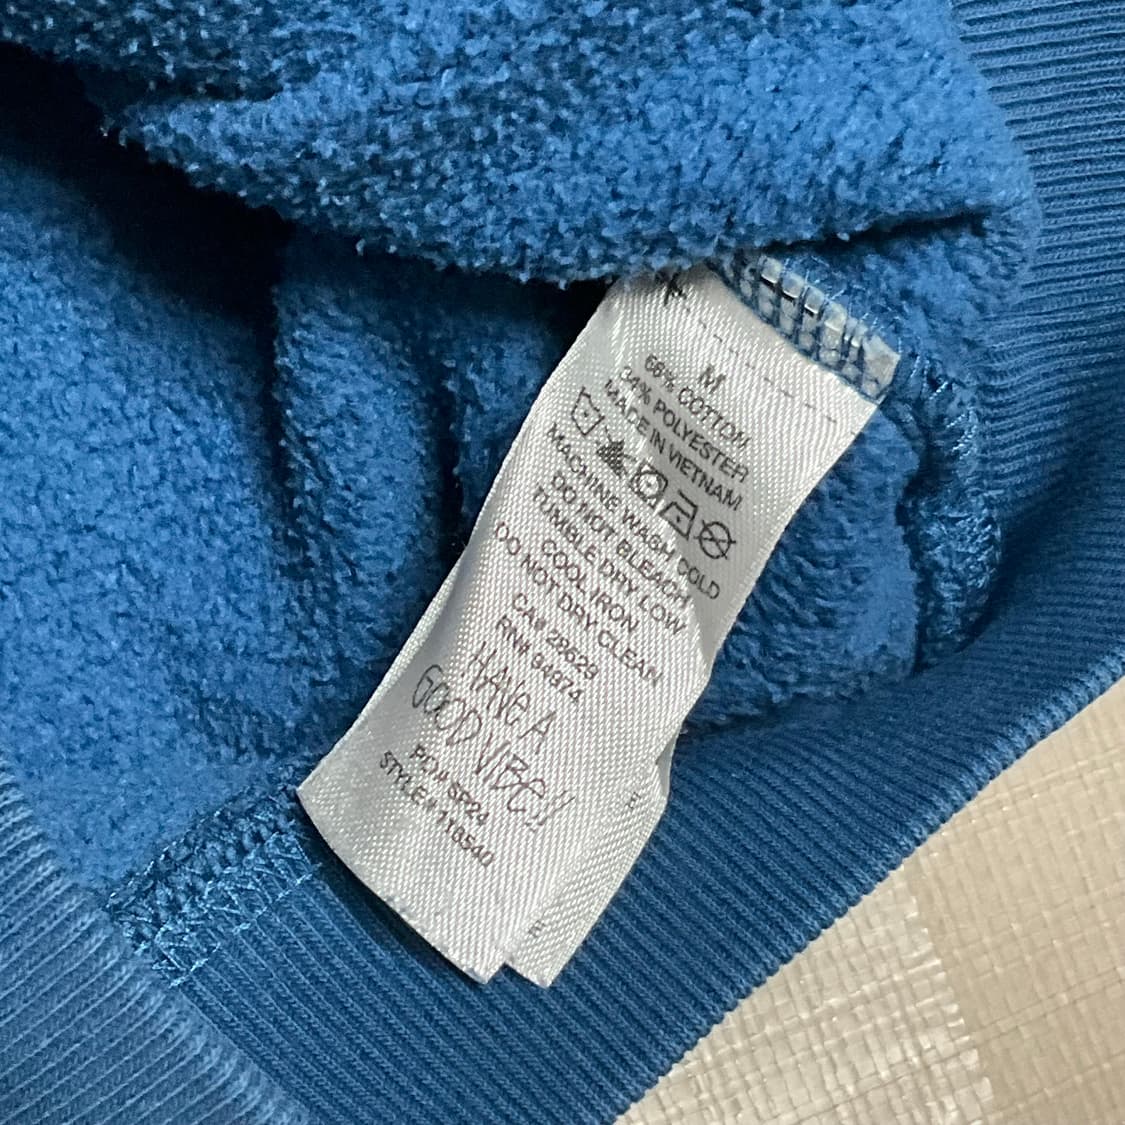 M
66% COTTON
34% POLYESTER
MADE IN VIETNAM
MACHINE WASH COLD
DO NOT BLEACH
TUMBLE DRY LOW
COOL IRON
DO NOT DRY CLEAN
CA# 28629
RN# 94974
HAVE A
GOOD VIBE!!
PO# SP24
STYLE# 1T8540